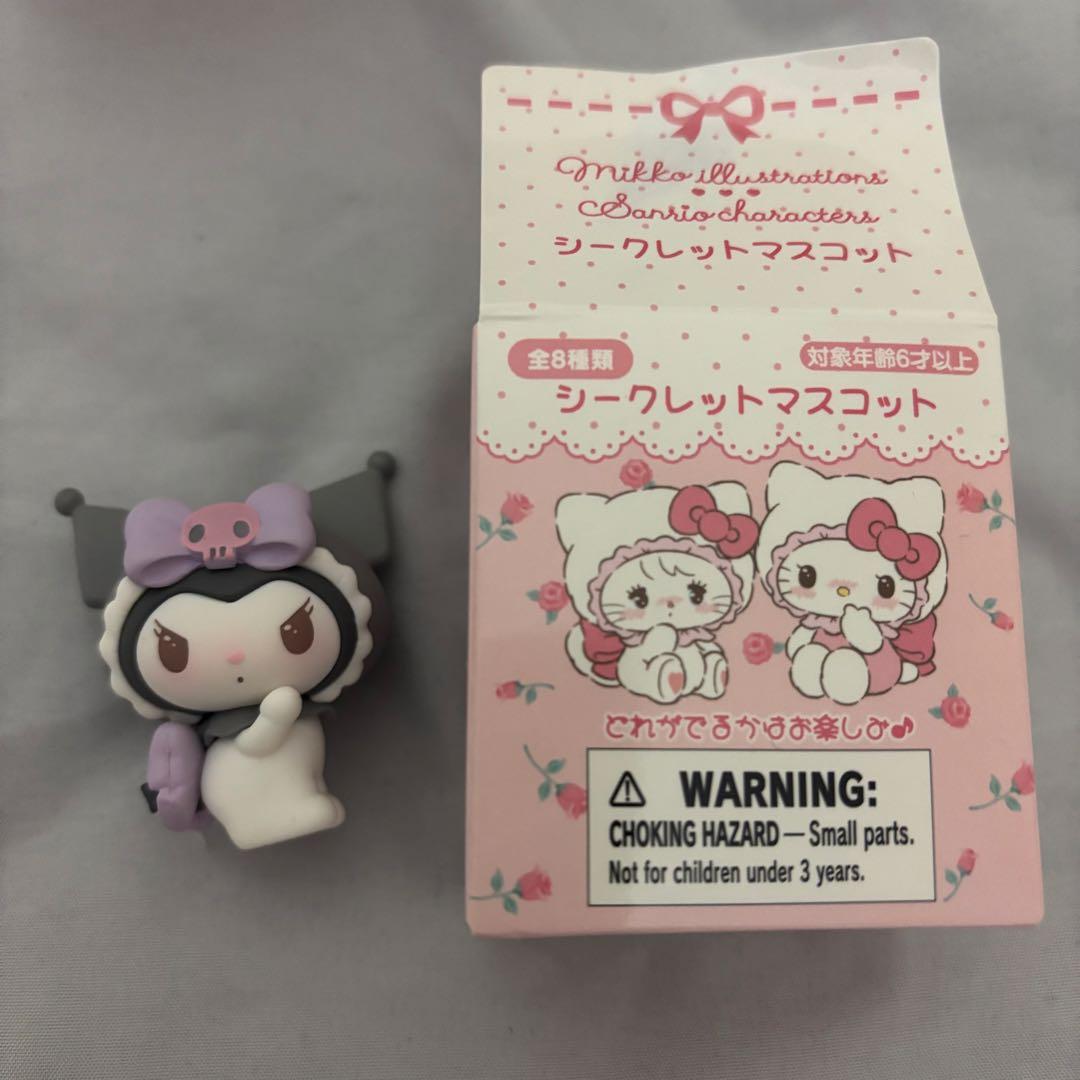 Mikko illustrations
Sanrio characters
シークレットマスコット
全8種類
対象年齢6才以上
シークレットマスコット
どれがでるかはお楽しみ♪
WARNING:
CHOKING HAZARD — Small parts.
Not for children under 3 years.